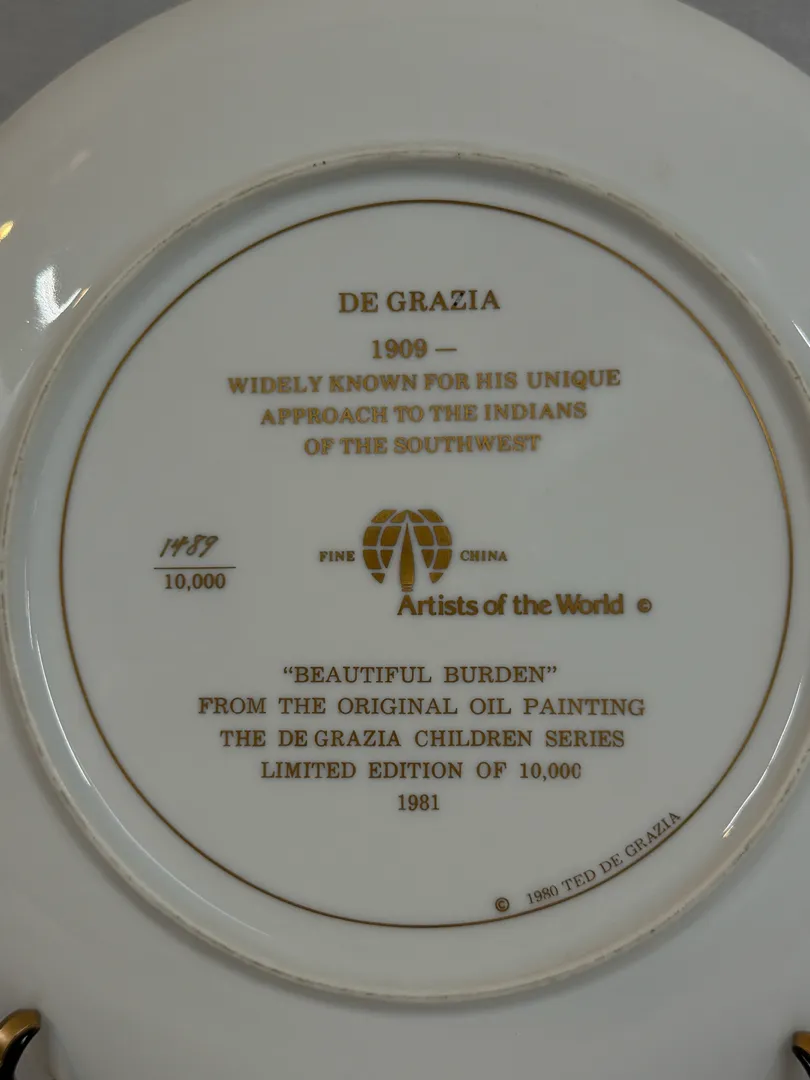 DE GRAZIA
1909 —
WIDELY KNOWN FOR HIS UNIQUE
APPROACH TO THE INDIANS
OF THE SOUTHWEST
1489
10,000
FINE CHINA
Artists of the World ©
“BEAUTIFUL BURDEN”
FROM THE ORIGINAL OIL PAINTING
THE DE GRAZIA CHILDREN SERIES
LIMITED EDITION OF 10,000
1981
© 1980 TED DE GRAZIA